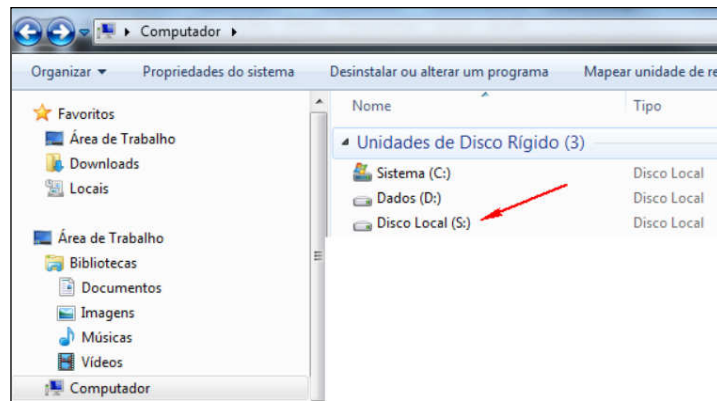 Computador
Organizar Propriedades do sistema Desinstalar ou alterar um programa Mapear unidade de re
Favoritos
Área de Trabalho
Downloads
Locais
Área de Trabalho
Bibliotecas
Documentos
Imagens
Músicas
Vídeos
Computador
Nome Tipo
Unidades de Disco Rígido (3)
Sistema (C:) Disco Local
Dados (D:) Disco Local
Disco Local (S:) Disco Local